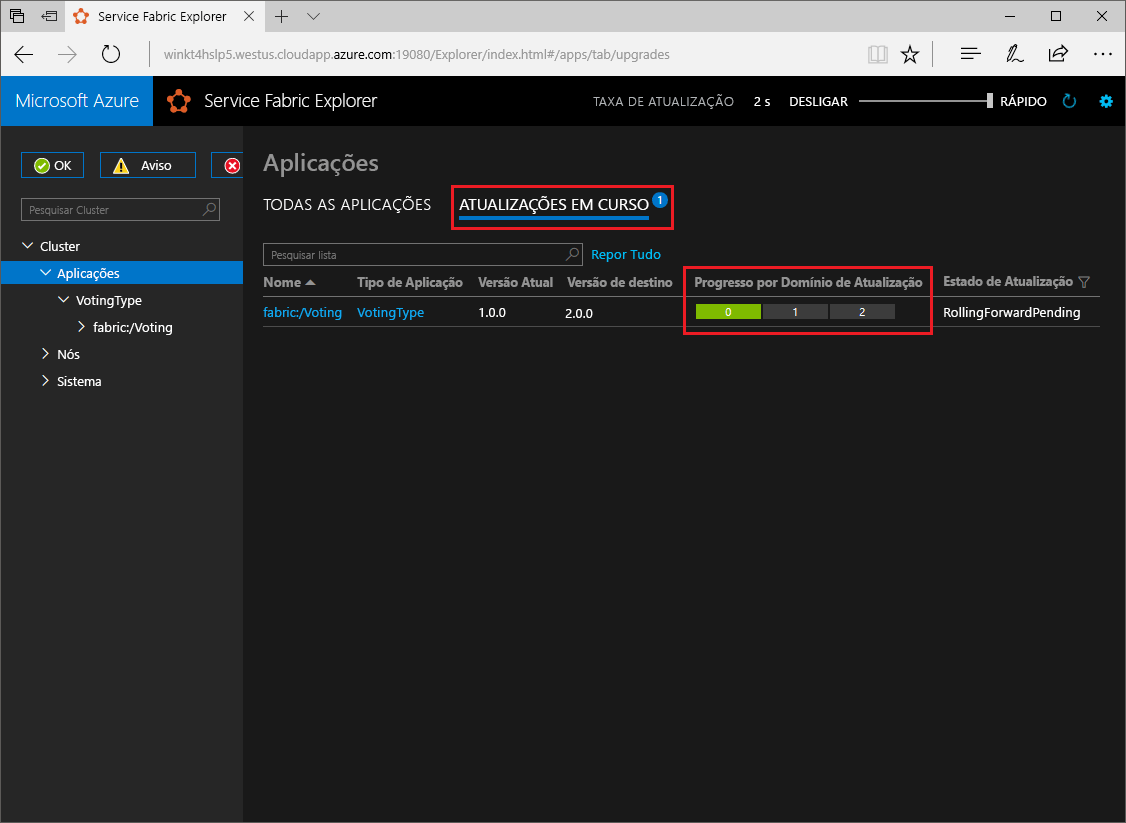 Service Fabric Explorer
winkt4hslp5.westus.cloudapp.azure.com:19080/Explorer/index.html#/apps/tab/upgrades
Microsoft Azure
Service Fabric Explorer
TAXA DE ATUALIZAÇÃO 2 s DESLIGAR RÁPIDO
OK
Aviso
Pesquisar Cluster
Cluster
Aplicações
VotingType
fabric:/Voting
Nós
Sistema
Aplicações
TODAS AS APLICAÇÕES ATUALIZAÇÕES EM CURSO 1
Pesquisar lista Repor Tudo
Nome Tipo de Aplicação Versão Atual Versão de destino Progresso por Domínio de Atualização Estado de Atualização
fabric:/Voting VotingType 1.0.0 2.0.0 0 1 2 RollingForwardPending